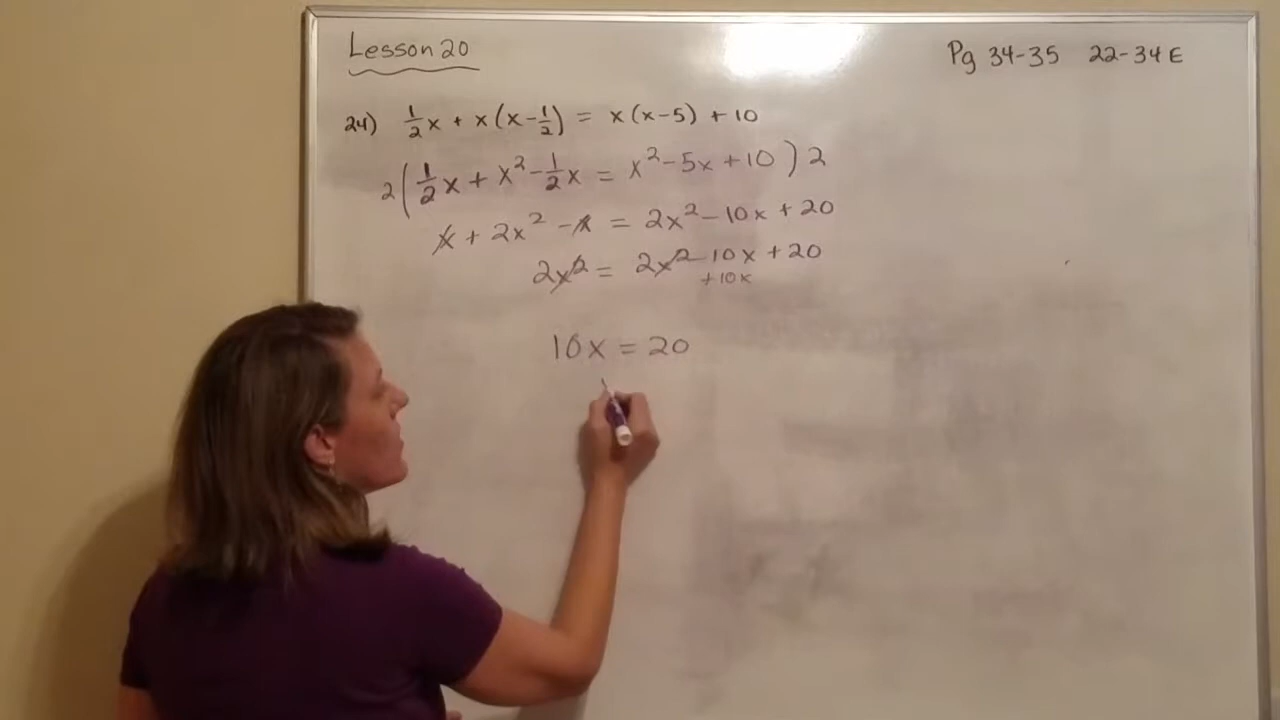 Lesson 20
Pg 34-35 22-34 E
24) 1/2 x + x(x - 1/2) = x(x-5) + 10
2(1/2 x + x² - 1/2 x = x² - 5x + 10)2
x + 2x² - x = 2x² - 10x + 20
2x² = 2x² - 10x + 20
+10x
10x = 20